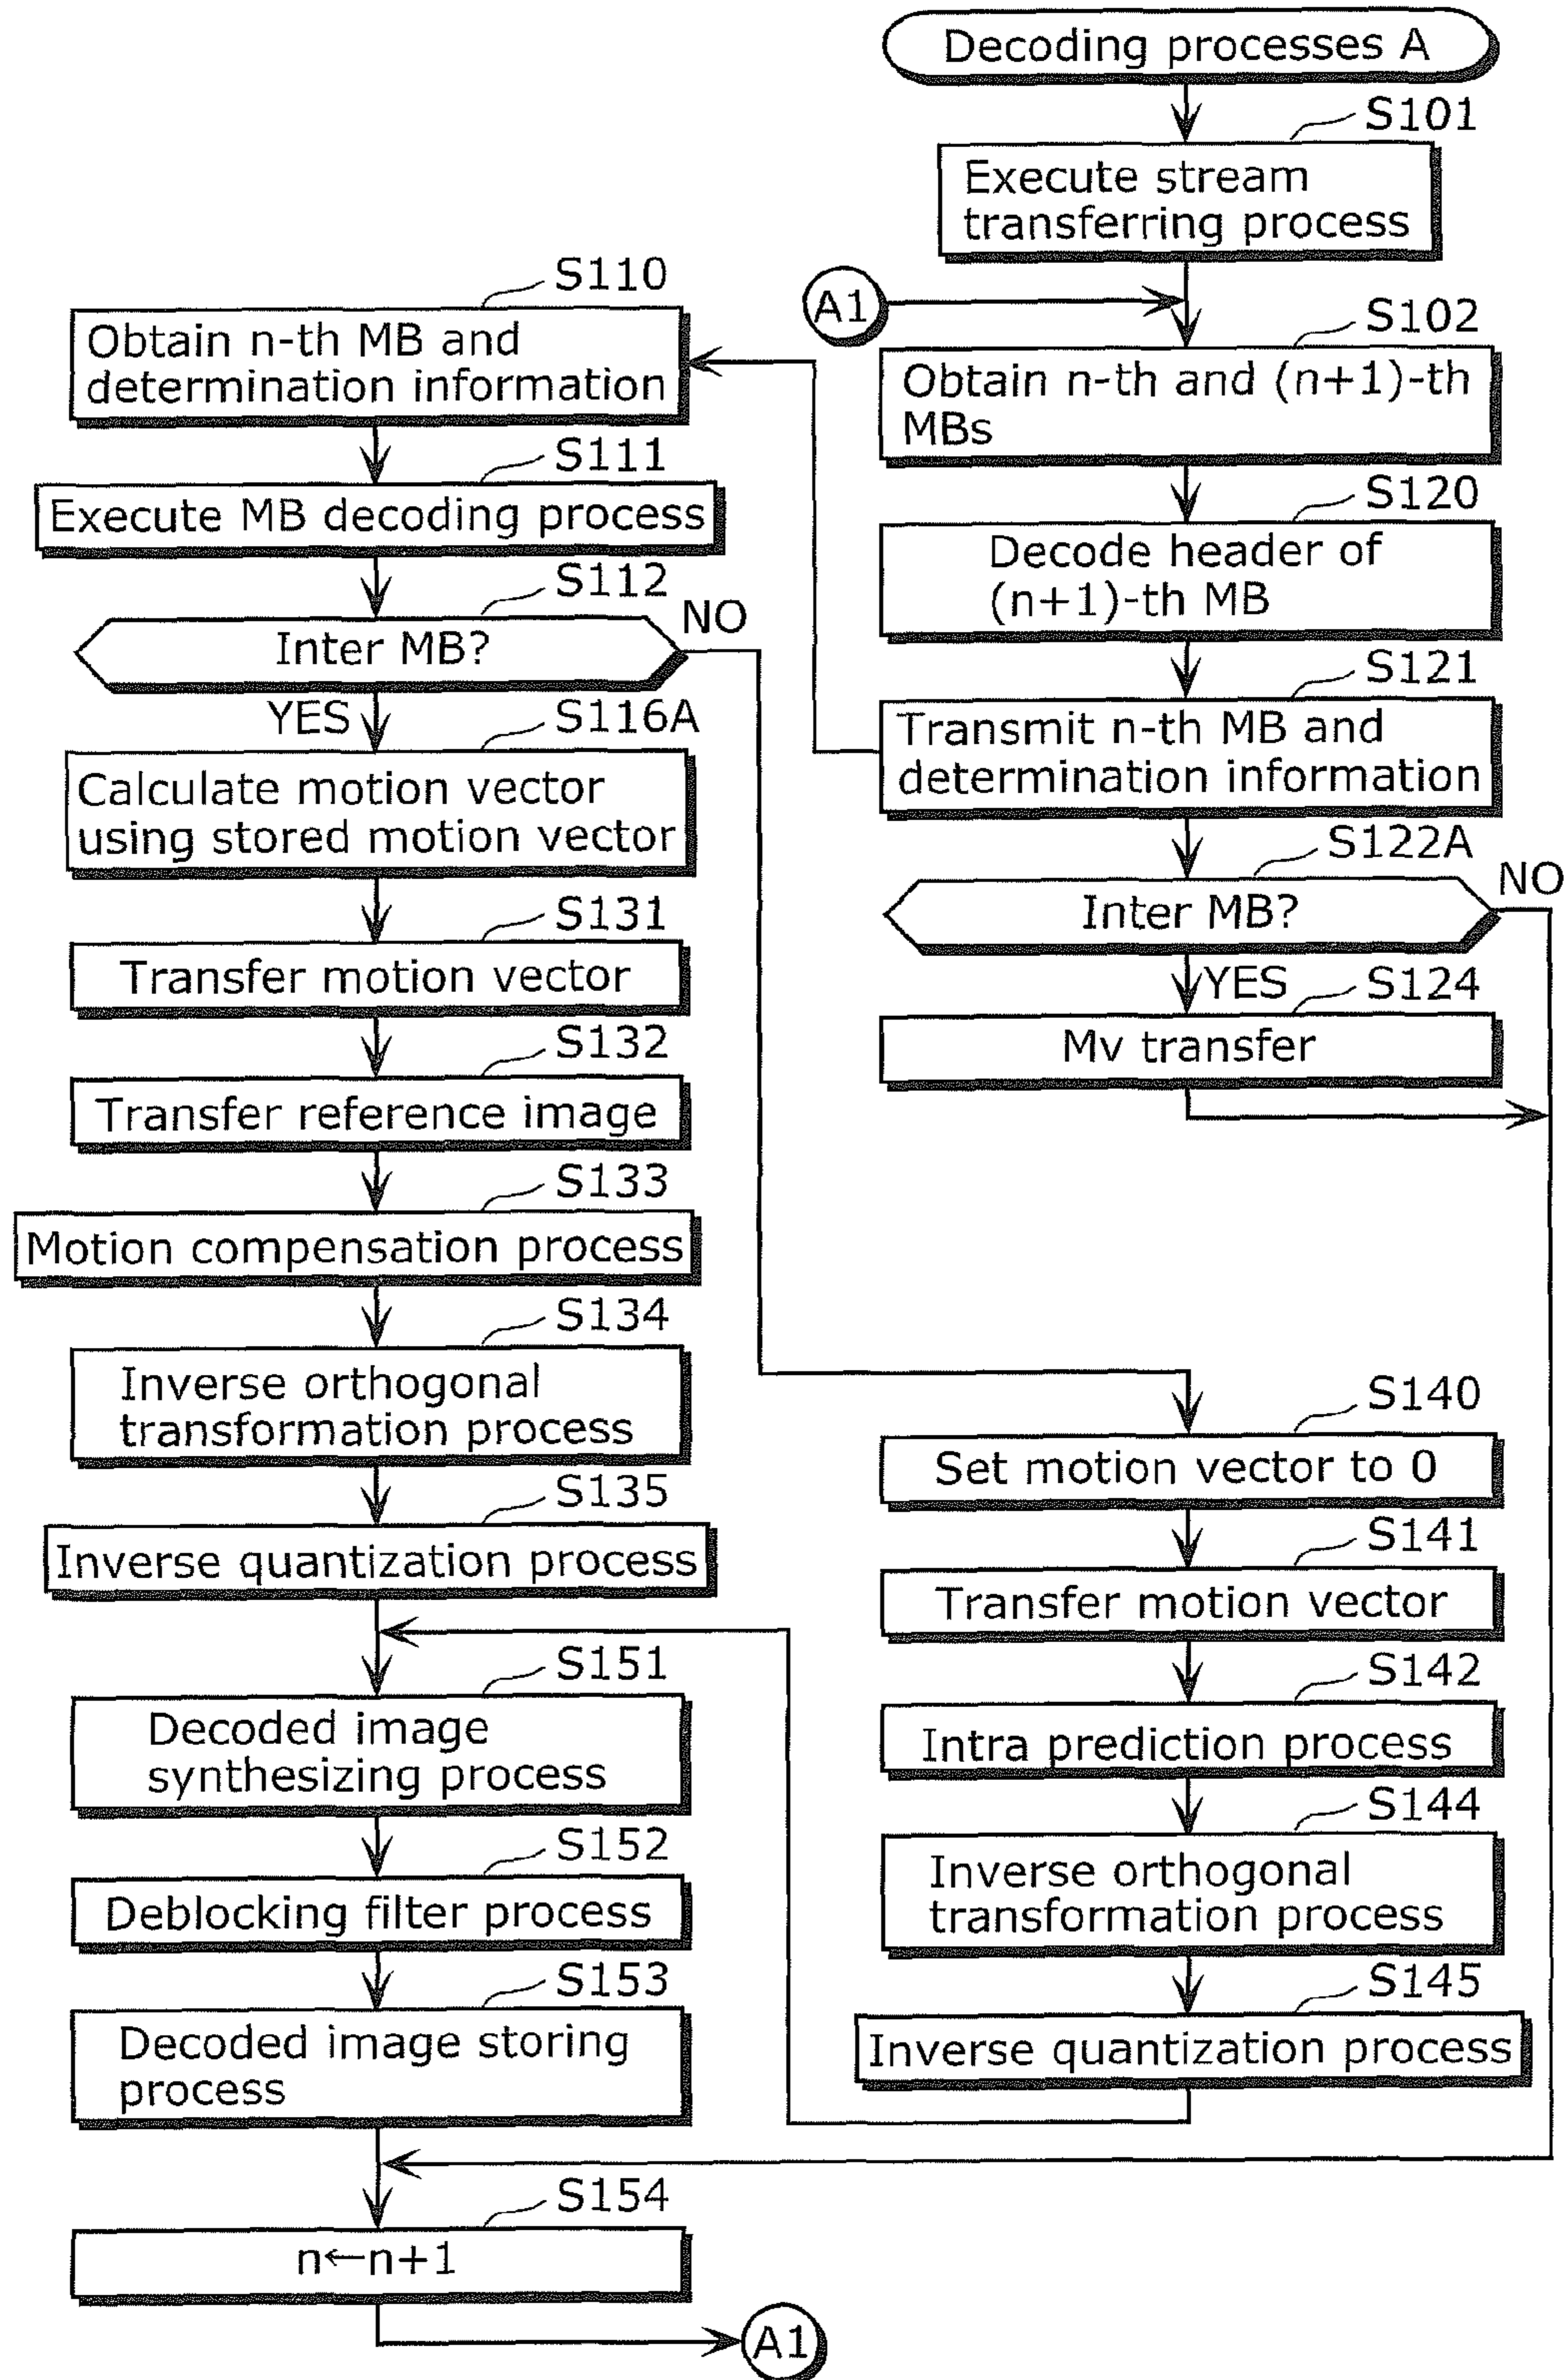 Decoding processes A
S101
Execute stream
transferring process
A1
S102
Obtain n-th and (n+1)-th
MBs
S120
Decode header of
(n+1)-th MB
S121
Transmit n-th MB and
determination information
S122A
Inter MB?
NO
YES
S124
Mv transfer
S110
Obtain n-th MB and
determination information
S111
Execute MB decoding process
S112
Inter MB?
NO
YES
S116A
Calculate motion vector
using stored motion vector
S131
Transfer motion vector
S132
Transfer reference image
S133
Motion compensation process
S134
Inverse orthogonal
transformation process
S135
Inverse quantization process
S140
Set motion vector to 0
S141
Transfer motion vector
S142
Intra prediction process
S144
Inverse orthogonal
transformation process
S145
Inverse quantization process
S151
Decoded image
synthesizing process
S152
Deblocking filter process
S153
Decoded image storing
process
S154
n←n+1
A1